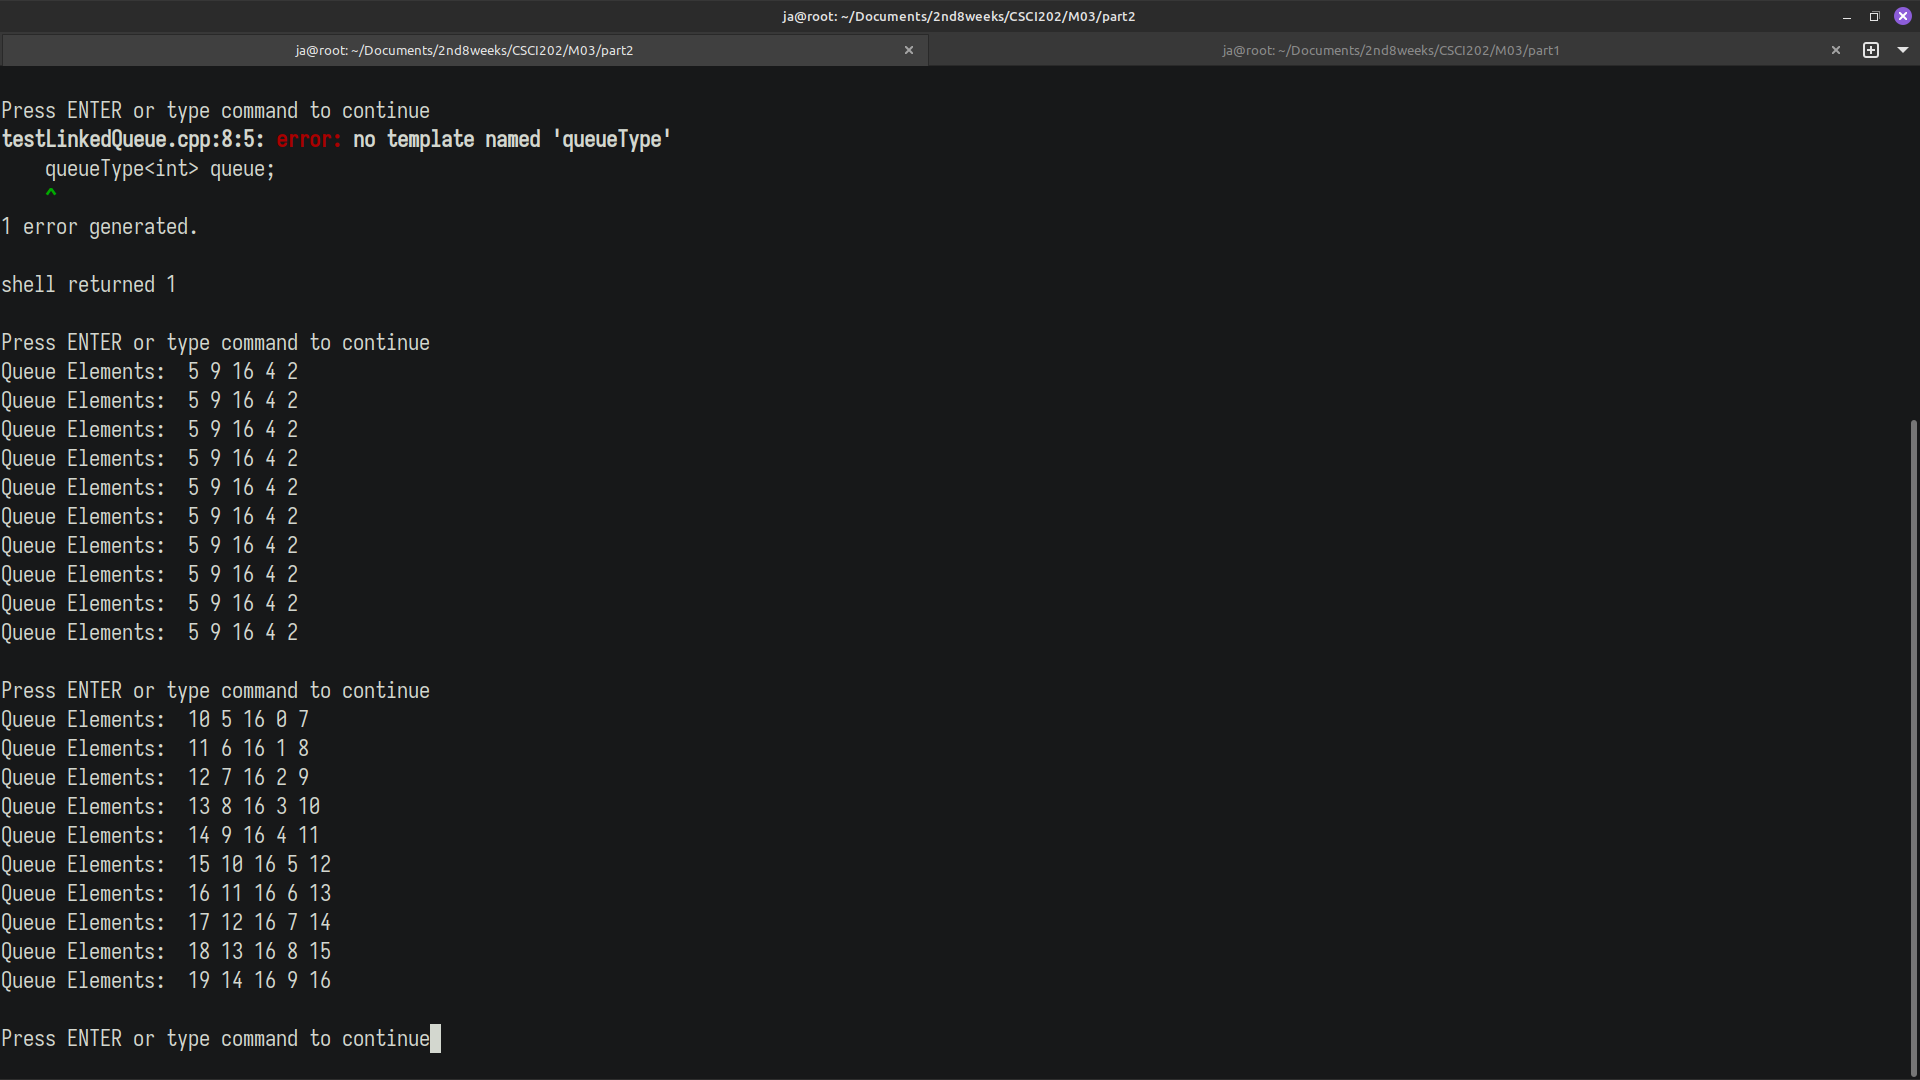 ja@root: ~/Documents/2nd8weeks/CSCI202/M03/part2
ja@root: ~/Documents/2nd8weeks/CSCI202/M03/part2
ja@root: ~/Documents/2nd8weeks/CSCI202/M03/part1
Press ENTER or type command to continue
testLinkedQueue.cpp:8:5: error: no template named 'queueType'
    queueType<int> queue;
    ^
1 error generated.
shell returned 1
Press ENTER or type command to continue
Queue Elements:  5 9 16 4 2
Queue Elements:  5 9 16 4 2
Queue Elements:  5 9 16 4 2
Queue Elements:  5 9 16 4 2
Queue Elements:  5 9 16 4 2
Queue Elements:  5 9 16 4 2
Queue Elements:  5 9 16 4 2
Queue Elements:  5 9 16 4 2
Queue Elements:  5 9 16 4 2
Queue Elements:  5 9 16 4 2
Press ENTER or type command to continue
Queue Elements:  10 5 16 0 7
Queue Elements:  11 6 16 1 8
Queue Elements:  12 7 16 2 9
Queue Elements:  13 8 16 3 10
Queue Elements:  14 9 16 4 11
Queue Elements:  15 10 16 5 12
Queue Elements:  16 11 16 6 13
Queue Elements:  17 12 16 7 14
Queue Elements:  18 13 16 8 15
Queue Elements:  19 14 16 9 16
Press ENTER or type command to continue